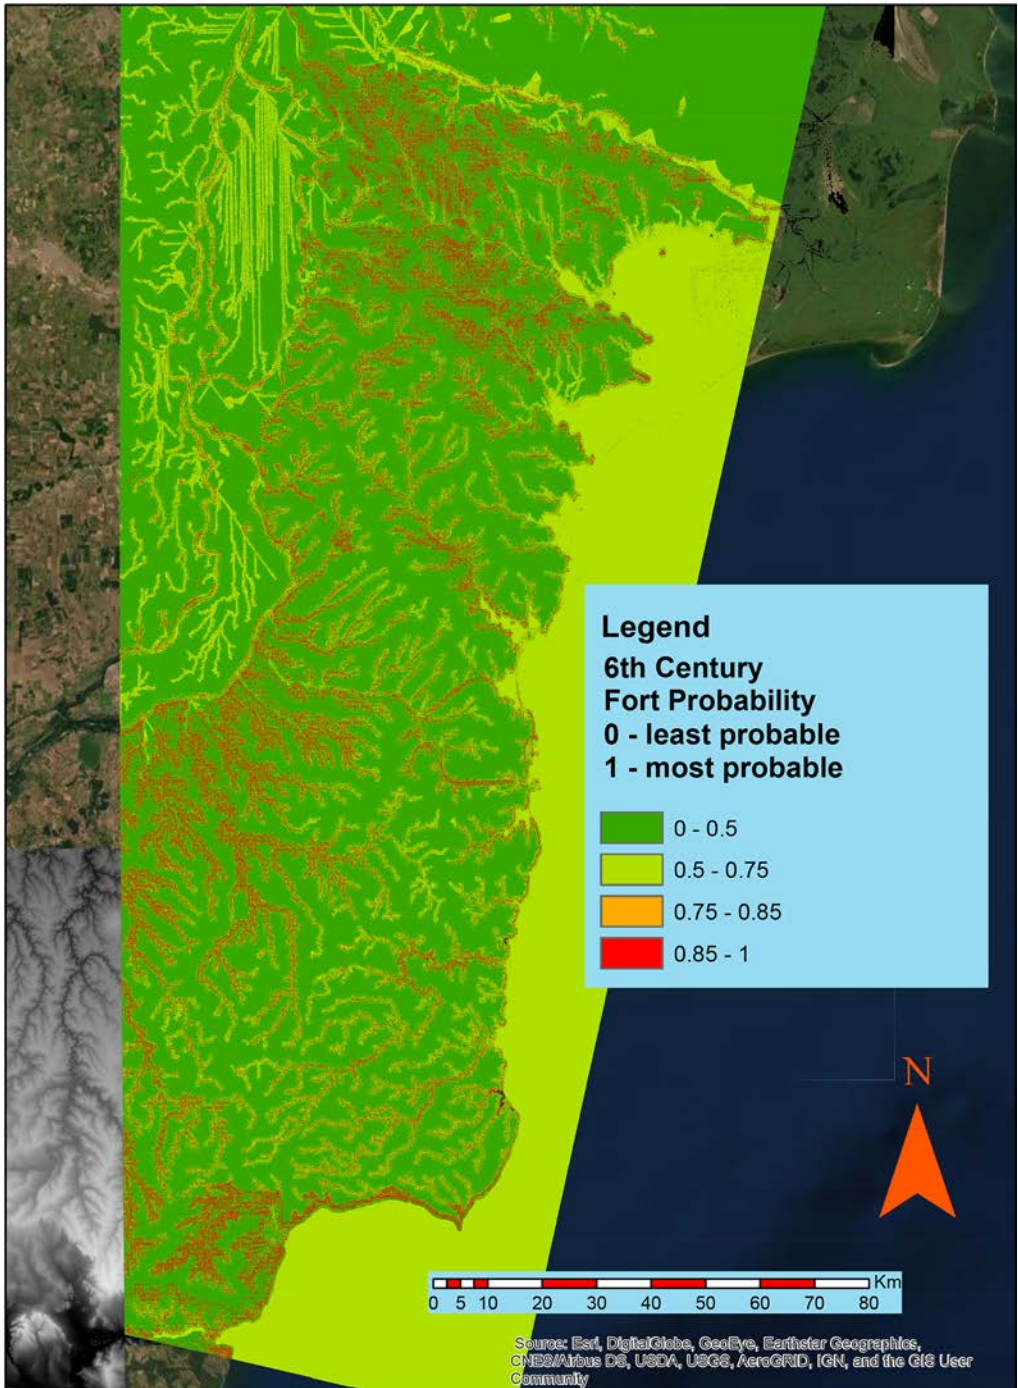 Legend
6th Century
Fort Probability
0 - least probable
1 - most probable
0 - 0.5
0.5 - 0.75
0.75 - 0.85
0.85 - 1
N
Km
0 5 10 20 30 40 50 60 70 80
Source: Esri, DigitalGlobe, GeoEye, Earthstar Geographics,
CNES/Airbus DS, USDA, USGS, AeroGRID, IGN, and the GIS User
Community